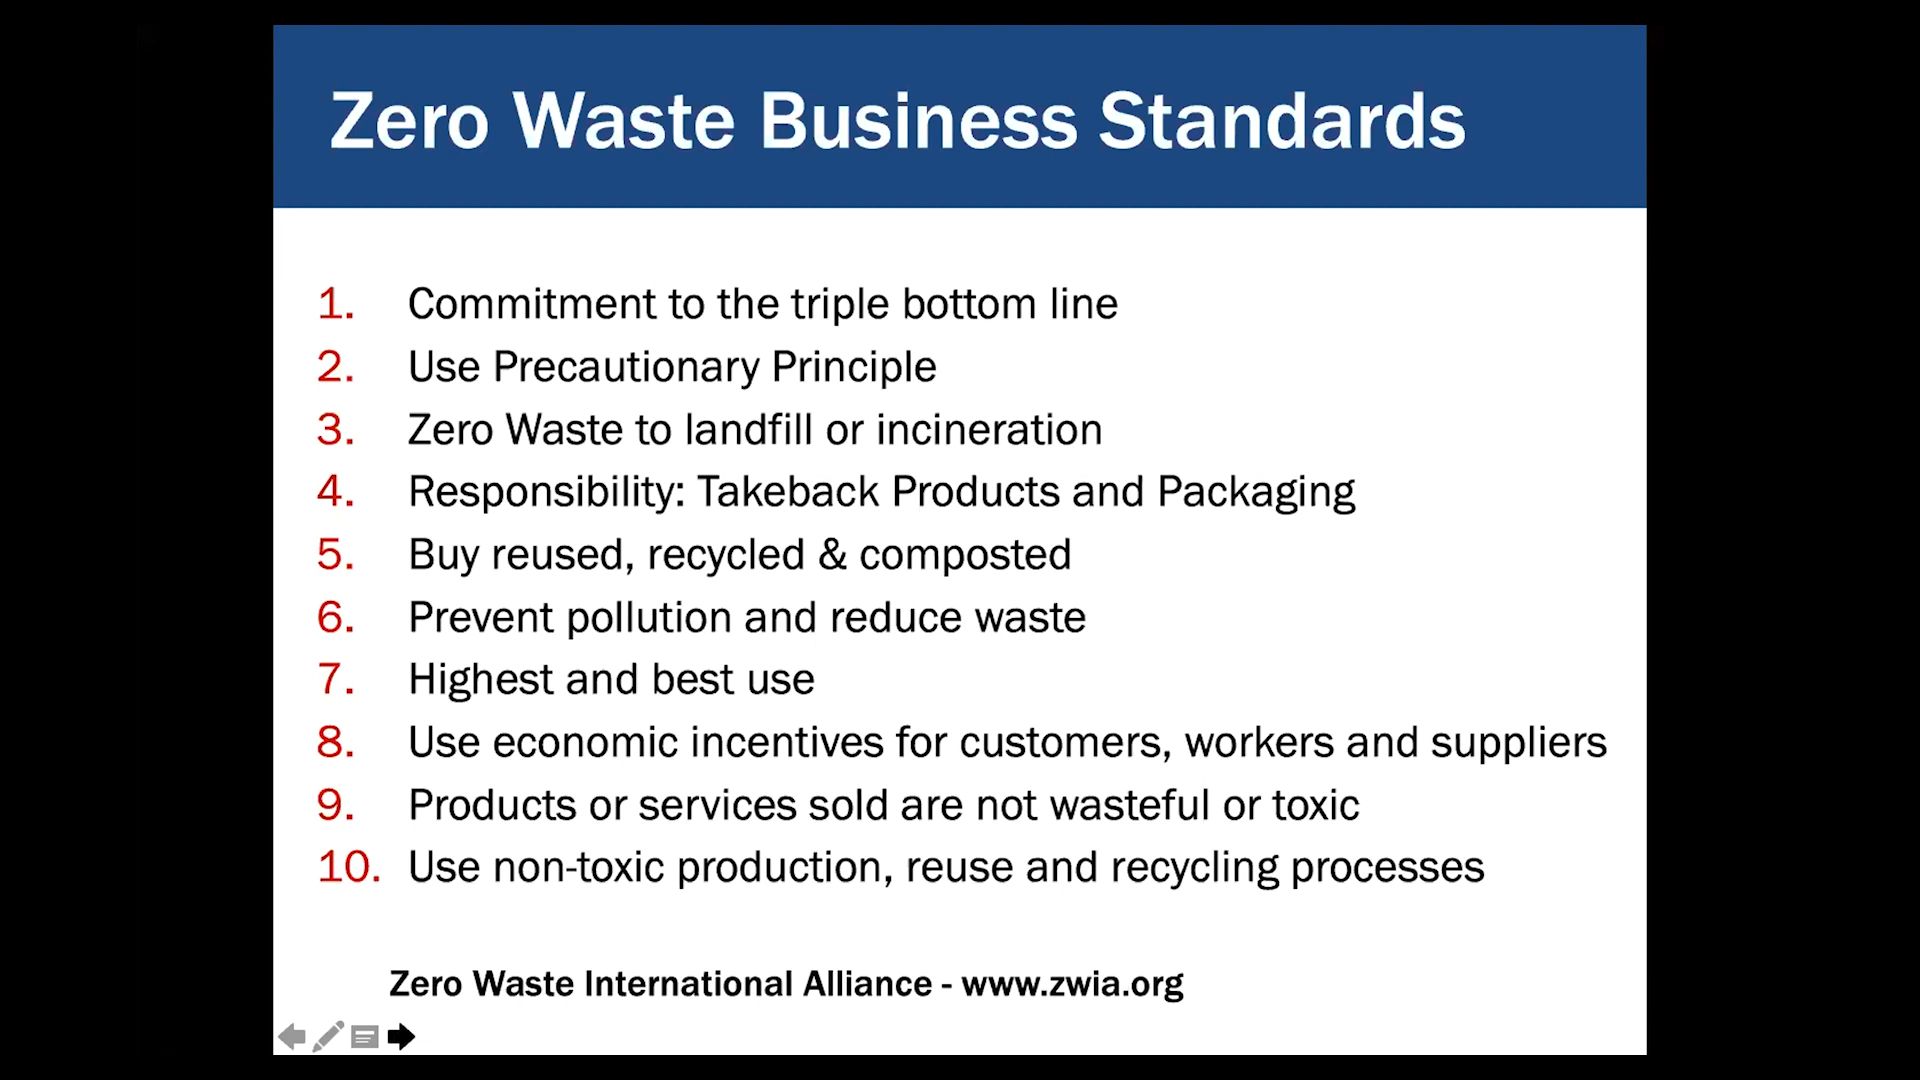 Zero Waste Business Standards
1. Commitment to the triple bottom line
2. Use Precautionary Principle
3. Zero Waste to landfill or incineration
4. Responsibility: Takeback Products and Packaging
5. Buy reused, recycled & composted
6. Prevent pollution and reduce waste
7. Highest and best use
8. Use economic incentives for customers, workers and suppliers
9. Products or services sold are not wasteful or toxic
10. Use non-toxic production, reuse and recycling processes
Zero Waste International Alliance - www.zwia.org